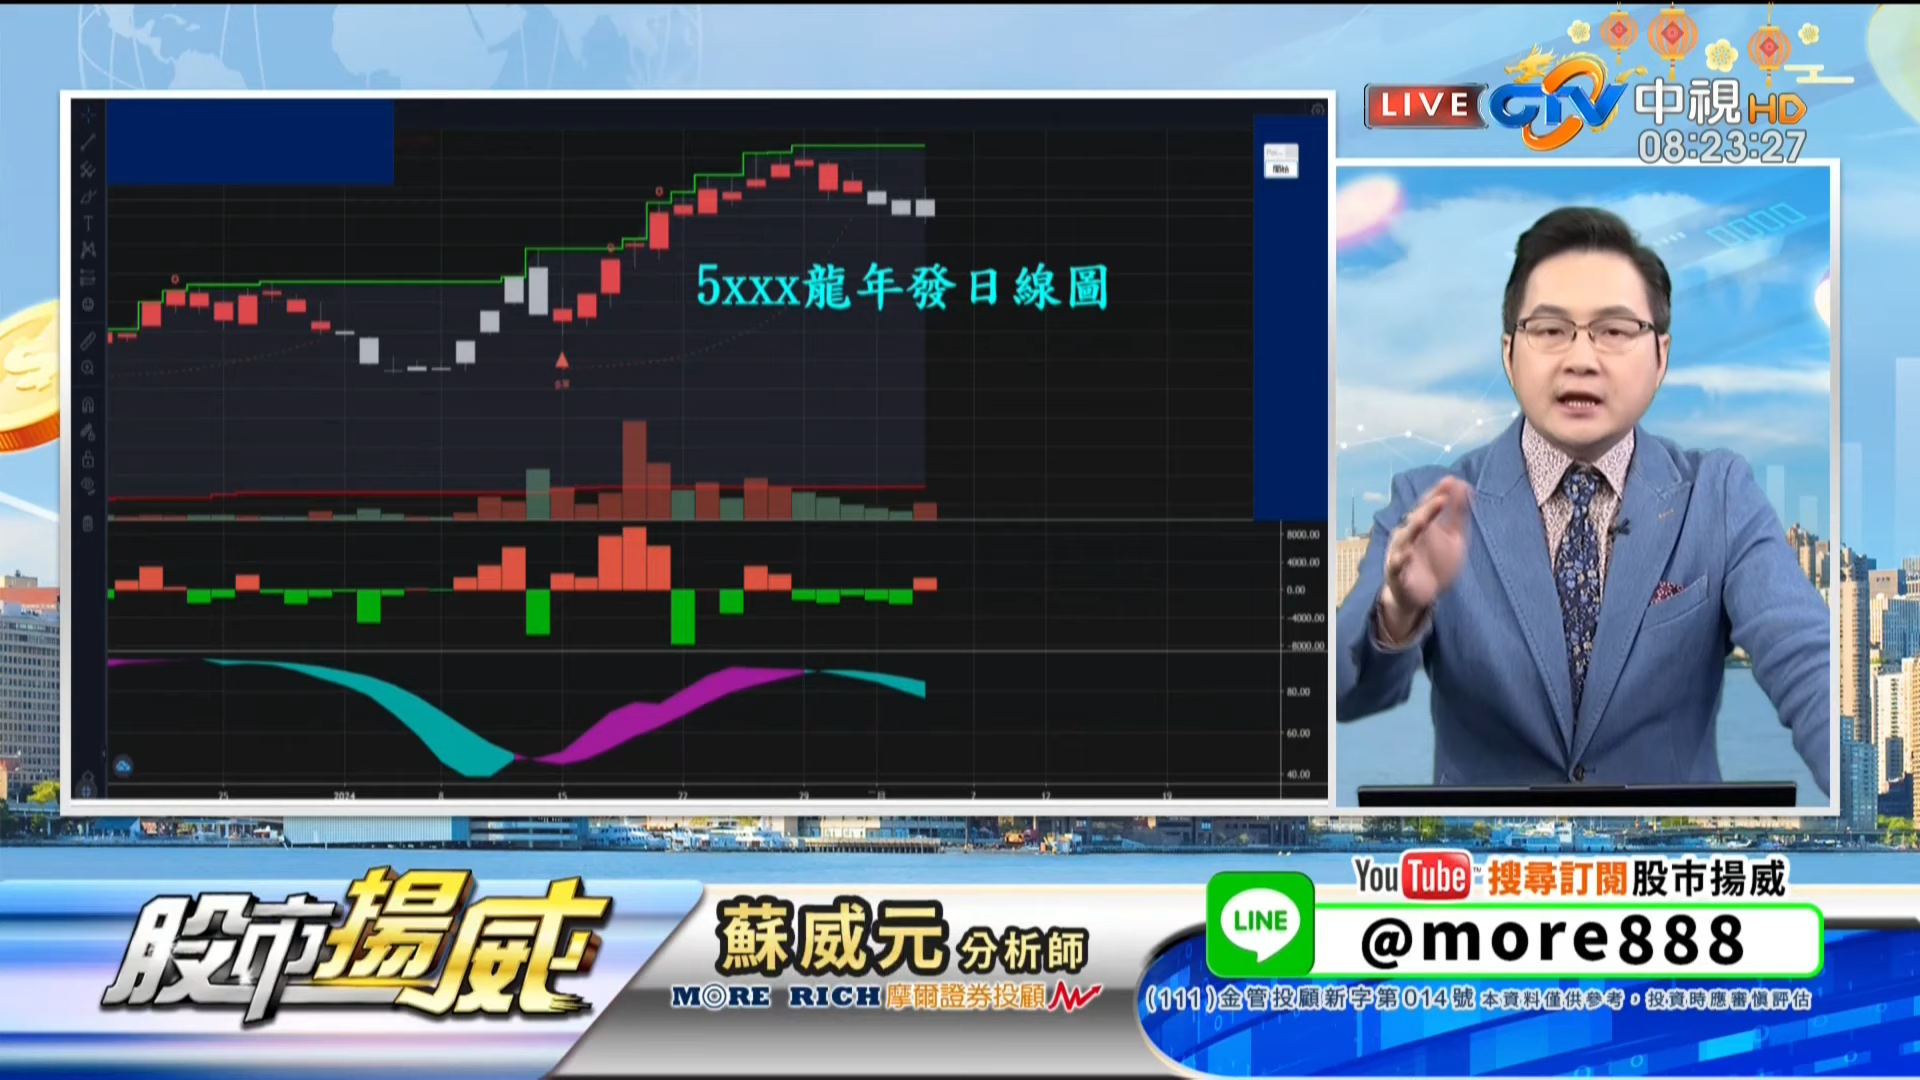 LIVE
CTV 中視HD
08:23:27
開始
5xxx龍年發日線圖
8000.00
4000.00
0.00
-4000.00
-8000.00
80.00
60.00
40.00
25 2024 8 15 22 29 二月 7 12 19
YouTube 搜尋訂閱股市揚威
LINE @more888
股市揚威
蘇威元 分析師
MORE RICH 摩爾證券投顧
(111)金管投顧新字第014號 本資料僅供參考，投資時應審慎評估